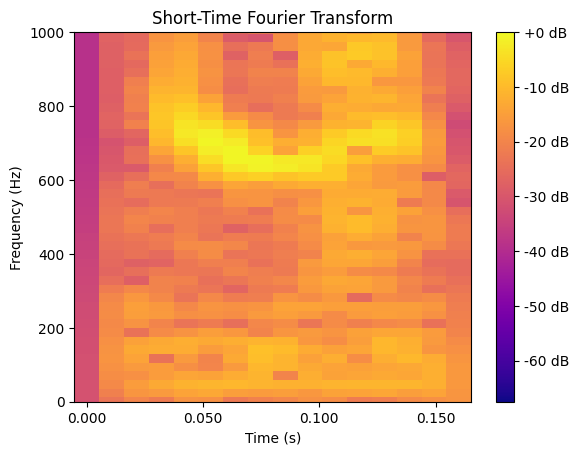 Short-Time Fourier Transform
Frequency (Hz)
1000
800
600
400
200
0
0.000
0.050
0.100
0.150
Time (s)
+0 dB
-10 dB
-20 dB
-30 dB
-40 dB
-50 dB
-60 dB